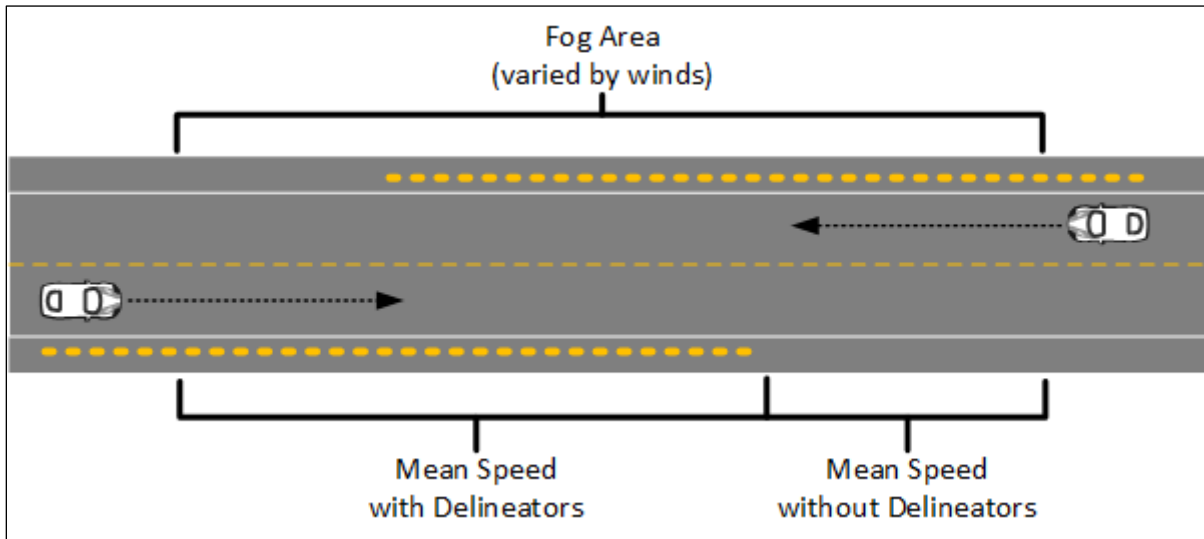 Fog Area
(varied by winds)
Mean Speed
with Delineators
Mean Speed
without Delineators